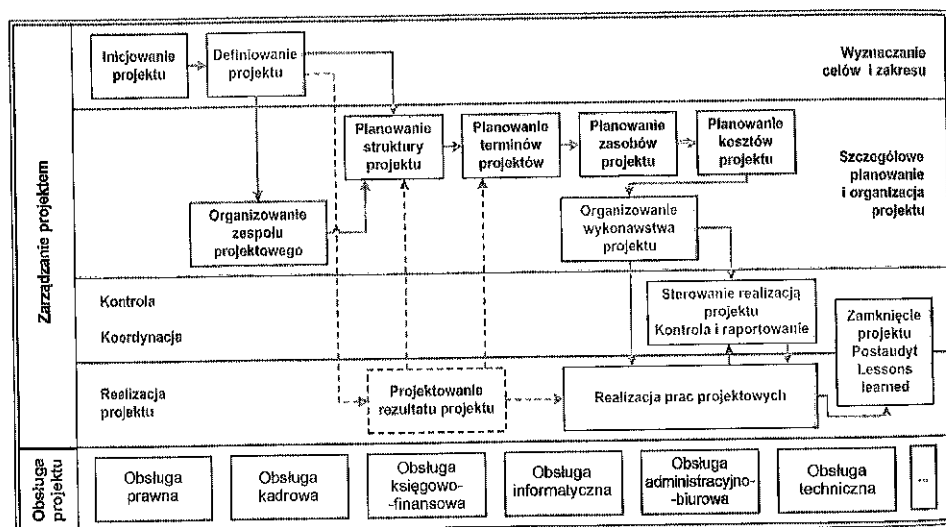 Zarządzanie projektem
Inicjowanie
projektu
Definiowanie
projektu
Wyznaczanie
celów i zakresu
Planowanie
struktury
projektu
Planowanie
terminów
projektów
Planowanie
zasobów
projektu
Planowanie
kosztów
projektu
Szczegółowe
planowanie
i organizacja
projektu
Organizowanie
zespołu
projektowego
Organizowanie
wykonawstwa
projektu
Kontrola
Koordynacja
Sterowanie realizacją
projektu
Kontrola i raportowanie
Zamknięcie
projektu
Postaudyt
Lessons
learned
Realizacja
projektu
Projektowanie
rezultatu projektu
Realizacja prac projektowych
Obsługa
projektu
Obsługa
prawna
Obsługa
kadrowa
Obsługa
księgowo-
-finansowa
Obsługa
informatyczna
Obsługa
administracyjno-
-biurowa
Obsługa
techniczna
...